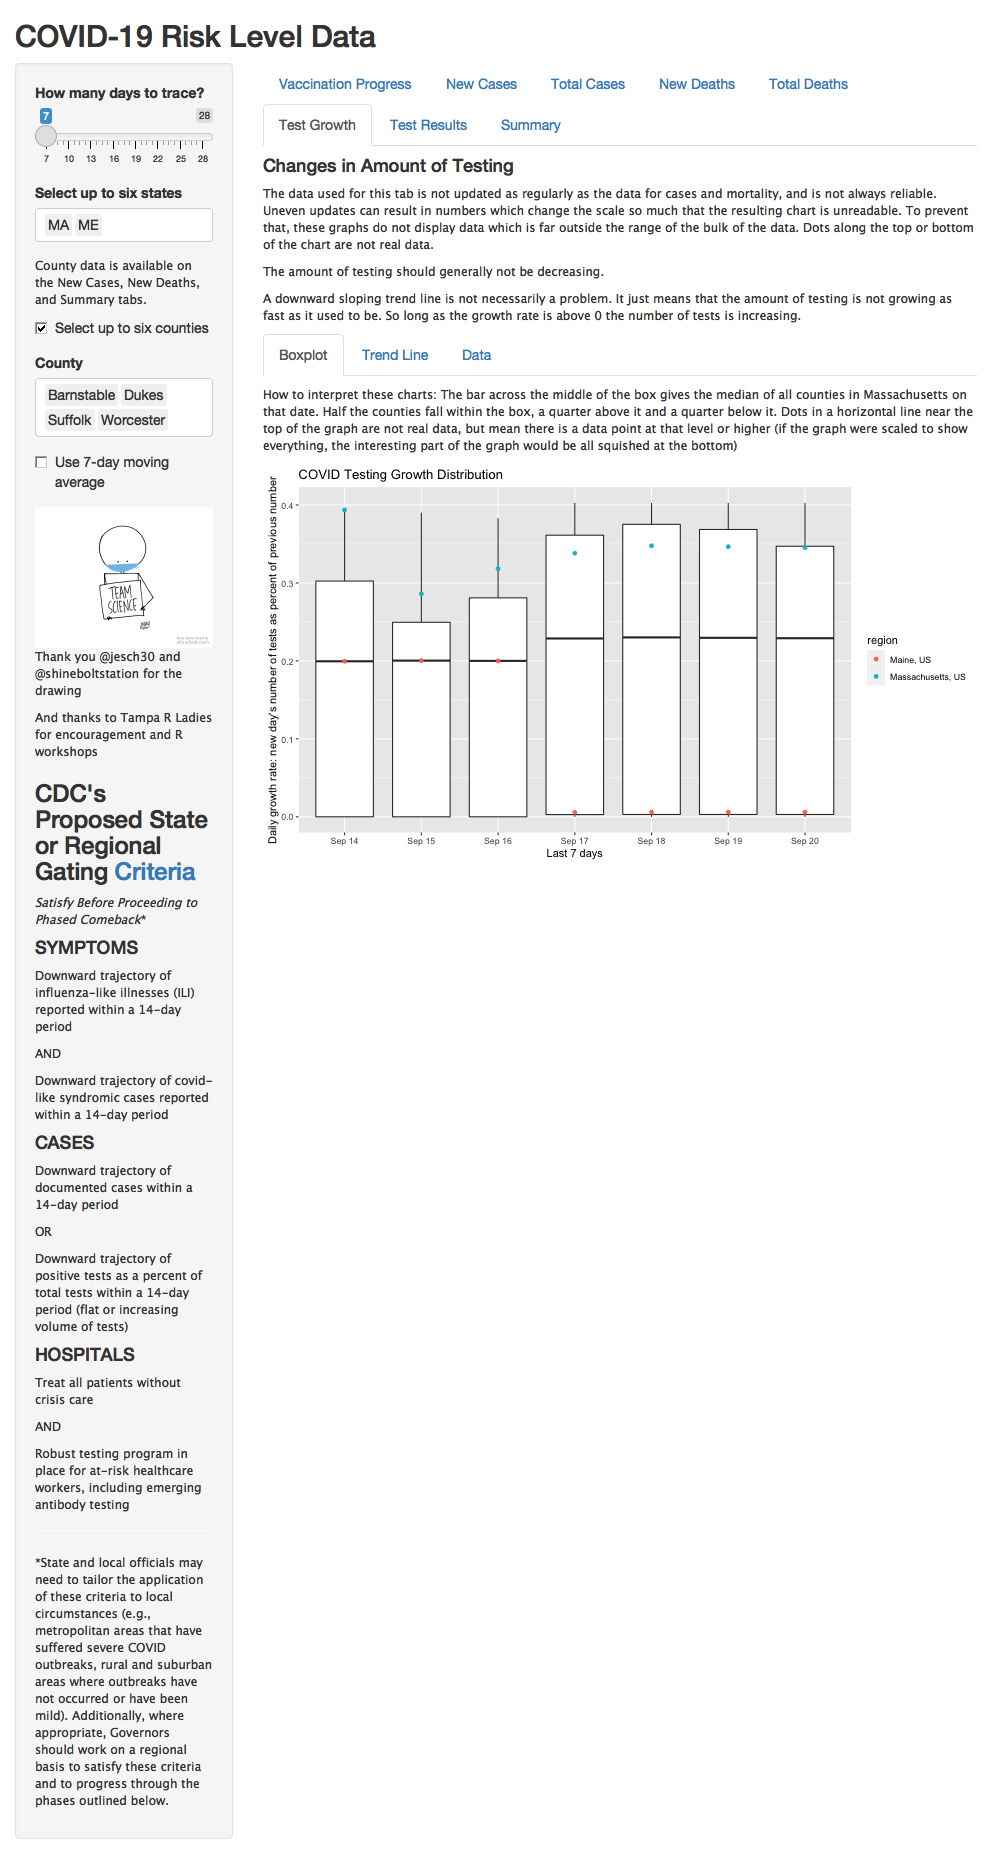 COVID-19 Risk Level Data
How many days to trace?
7
28
7 10 13 16 19 22 25 28
Select up to six states
MA ME
County data is available on
the New Cases, New Deaths,
and Summary tabs.
Select up to six counties
County
Barnstable Dukes
Suffolk Worcester
Use 7-day moving
average
TEAM
SCIENCE
Thank you @jesch30 and
@shineboltstation for the
drawing
And thanks to Tampa R Ladies
for encouragement and R
workshops
CDC's
Proposed State
or Regional
Gating Criteria
Satisfy Before Proceeding to
Phased Comeback*
SYMPTOMS
Downward trajectory of
influenza-like illnesses (ILI)
reported within a 14-day
period
AND
Downward trajectory of covid-
like syndromic cases reported
within a 14-day period
CASES
Downward trajectory of
documented cases within a
14-day period
OR
Downward trajectory of
positive tests as a percent of
total tests within a 14-day
period (flat or increasing
volume of tests)
HOSPITALS
Treat all patients without
crisis care
AND
Robust testing program in
place for at-risk healthcare
workers, including emerging
antibody testing
*State and local officials may
need to tailor the application
of these criteria to local
circumstances (e.g.,
metropolitan areas that have
suffered severe COVID
outbreaks, rural and suburban
areas where outbreaks have
not occurred or have been
mild). Additionally, where
appropriate, Governors
should work on a regional
basis to satisfy these criteria
and to progress through the
phases outlined below.
Vaccination Progress New Cases Total Cases New Deaths Total Deaths
Test Growth Test Results Summary
Changes in Amount of Testing
The data used for this tab is not updated as regularly as the data for cases and mortality, and is not always reliable.
Uneven updates can result in numbers which change the scale so much that the resulting chart is unreadable. To prevent
that, these graphs do not display data which is far outside the range of the bulk of the data. Dots along the top or bottom
of the chart are not real data.
The amount of testing should generally not be decreasing.
A downward sloping trend line is not necessarily a problem. It just means that the amount of testing is not growing as
fast as it used to be. So long as the growth rate is above 0 the number of tests is increasing.
Boxplot Trend Line Data
How to interpret these charts: The bar across the middle of the box gives the median of all counties in Massachusetts on
that date. Half the counties fall within the box, a quarter above it and a quarter below it. Dots in a horizontal line near the
top of the graph are not real data, but mean there is a data point at that level or higher (if the graph were scaled to show
everything, the interesting part of the graph would be all squished at the bottom)
COVID Testing Growth Distribution
Daily growth rate: new day's number of tests as percent of previous number
0.4
0.3
0.2
0.1
0.0
Sep 14 Sep 15 Sep 16 Sep 17 Sep 18 Sep 19 Sep 20
Last 7 days
region
Maine, US
Massachusetts, US